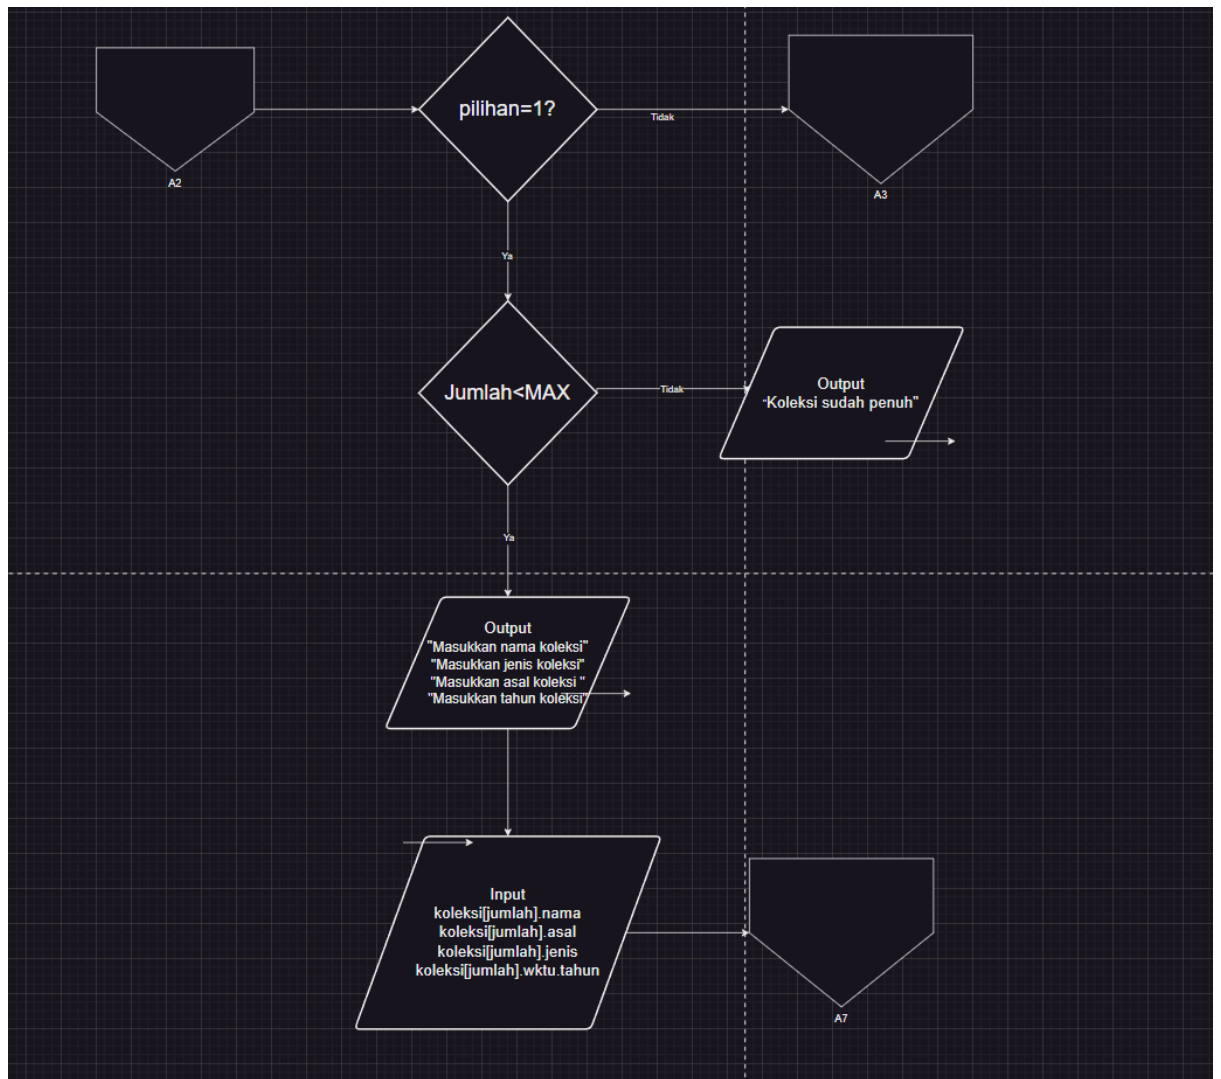 pilihan=1?
Tidak
A2
A3
Ya
Jumlah<MAX
Tidak
Output
"Koleksi sudah penuh"
Ya
Output
"Masukkan nama koleksi"
"Masukkan jenis koleksi"
"Masukkan asal koleksi "
"Masukkan tahun koleksi"
Input
koleksi[jumlah].nama
koleksi[jumlah].asal
koleksi[jumlah].jenis
koleksi[jumlah].wktu.tahun
A7